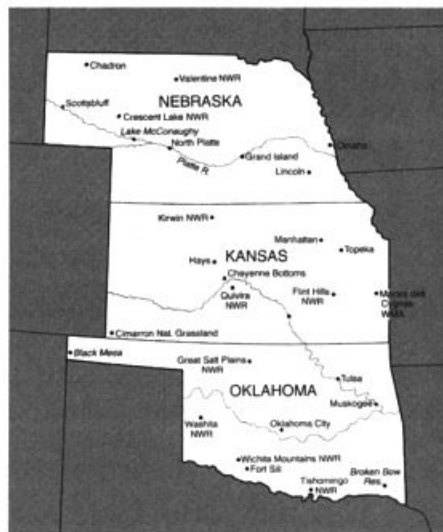 Chadron
Valentine NWR
NEBRASKA
Scottsbluff
Crescent Lake NWR
Lake McConaughy
North Platte
Platte R.
Grand Island
Omaha
Lincoln
Kirwin NWR
Manhattan
Topeka
KANSAS
Hays
Cheyenne Bottoms
Quivira
NWR
Flint Hills
NWR
Marais des
Cygnes
WMA
Cimarron Nat. Grassland
Black Mesa
Great Salt Plains
NWR
Tulsa
OKLAHOMA
Muskogee
Washita
NWR
Oklahoma City
Wichita Mountains NWR
Fort Sill
Broken Bow
Res.
Tishomingo
NWR